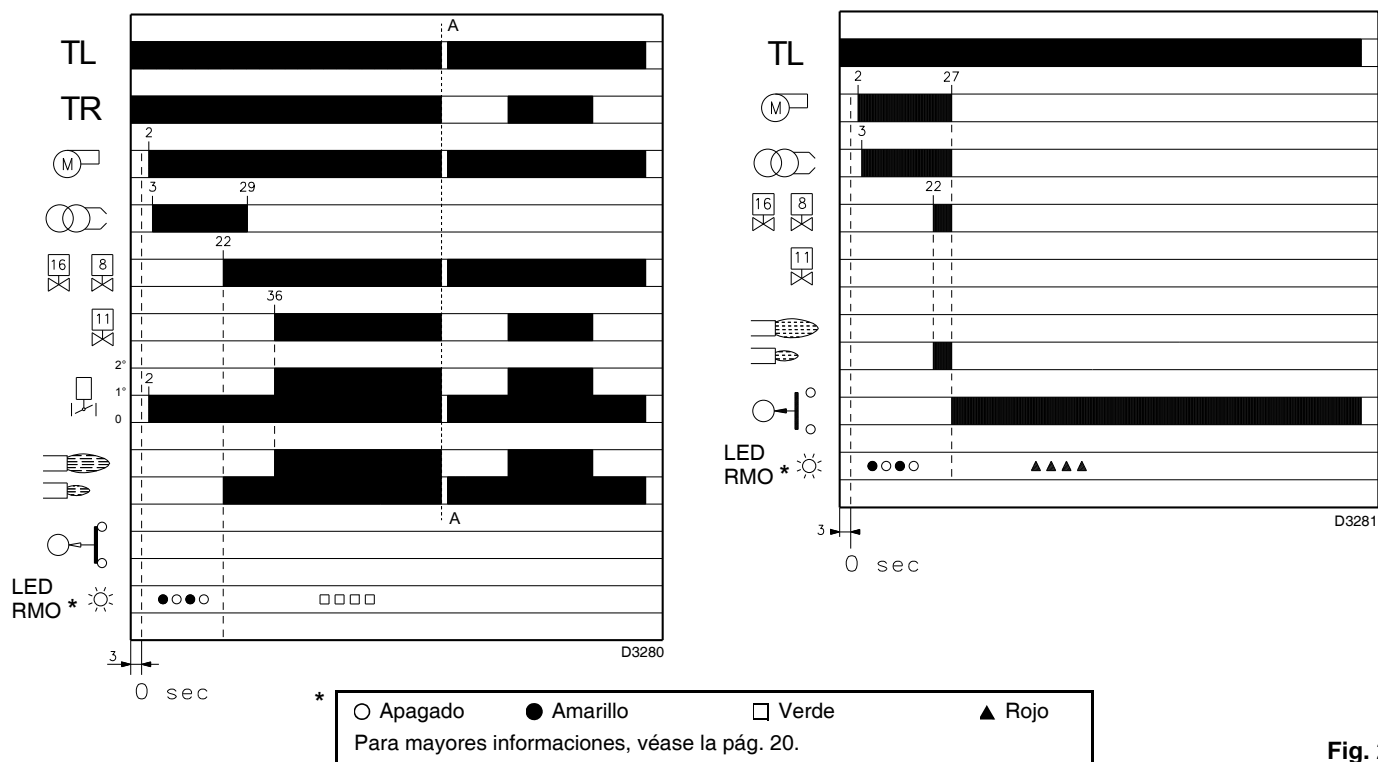 A
TL
TR
2
M
3 29
22
16 8
36
11
2°
1°
0
2
A
LED
RMO *
D3280
3
0 sec
TL
2 27
M
3
22
16 8
11
LED
RMO *
D3281
3
0 sec
*
○ Apagado ● Amarillo □ Verde ▲ Rojo
Para mayores informaciones, véase la pág. 20.
Fig.